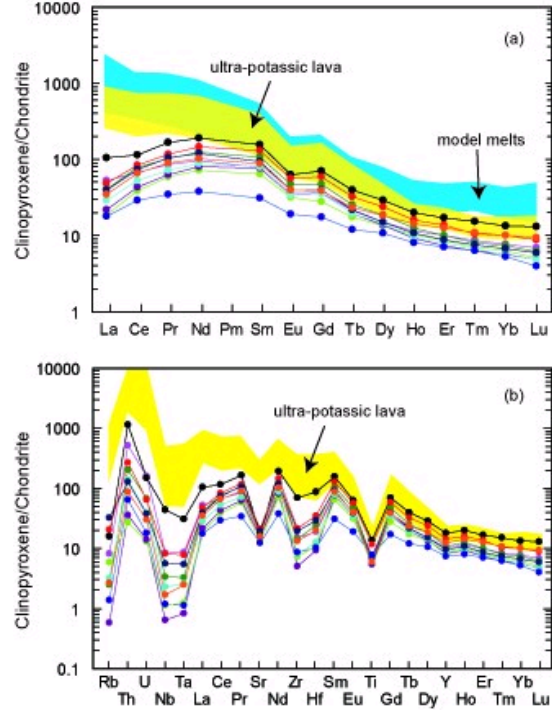 10000
(a)
1000
ultra-potassic lava
model melts
100
10
1
Clinopyroxene/Chondrite
La Ce Pr Nd Pm Sm Eu Gd Tb Dy Ho Er Tm Yb Lu
10000
(b)
1000
ultra-potassic lava
100
10
1
0.1
Clinopyroxene/Chondrite
Rb U Ta Ce Sr Zr Sm Ti Tb Y Er Yb
Th Nb La Pr Nd Hf Eu Gd Dy Ho Tm Lu